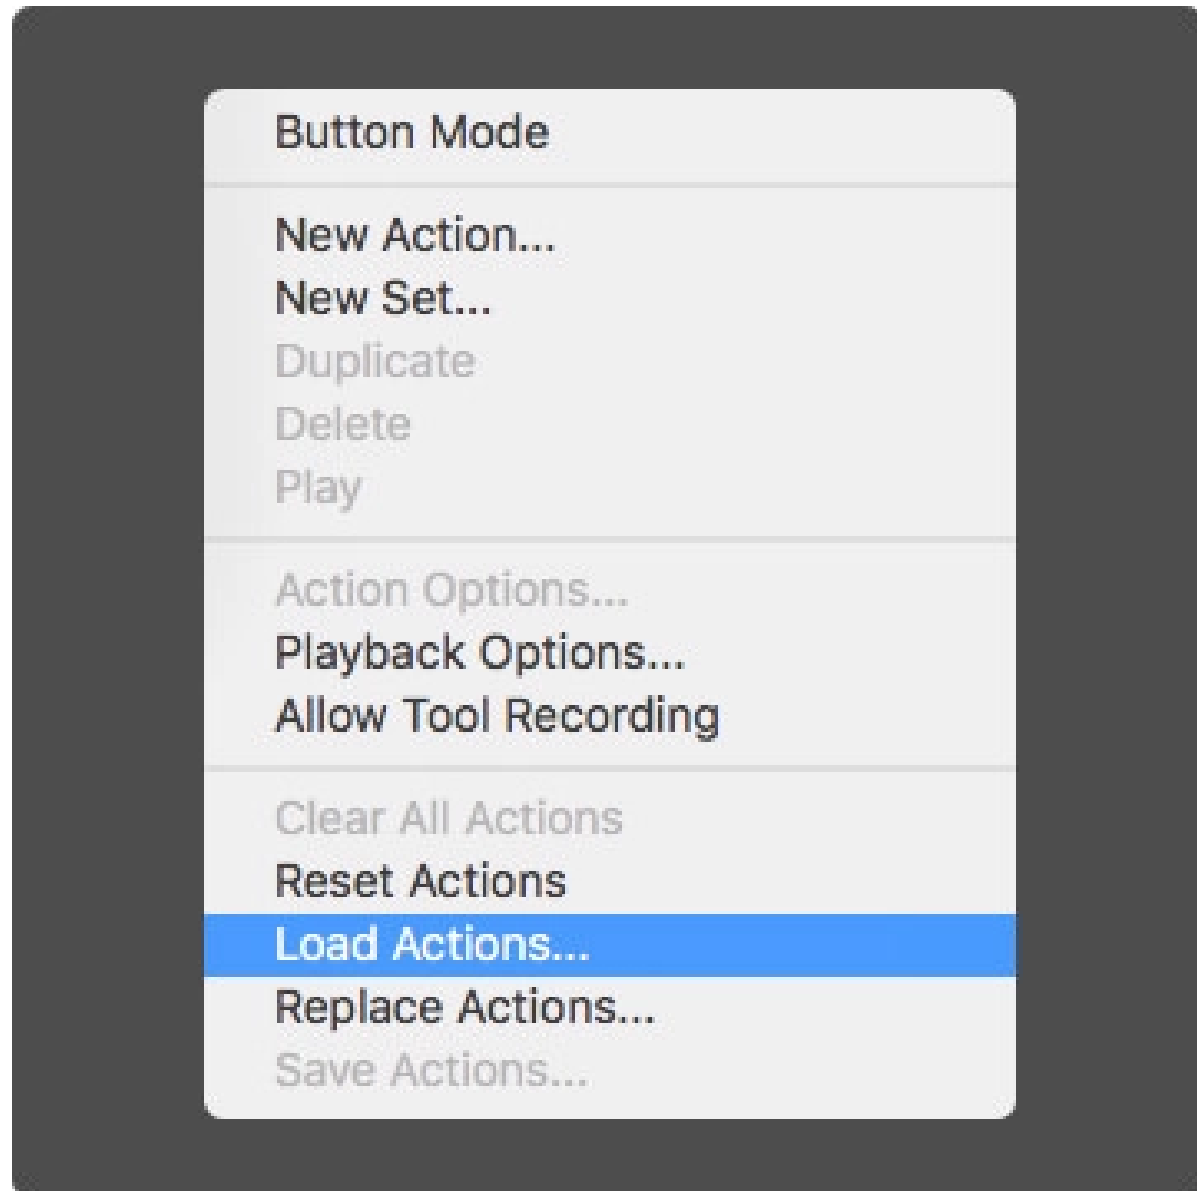 Button Mode
New Action...
New Set...
Duplicate
Delete
Play
Action Options...
Playback Options...
Allow Tool Recording
Clear All Actions
Reset Actions
Load Actions...
Replace Actions...
Save Actions...